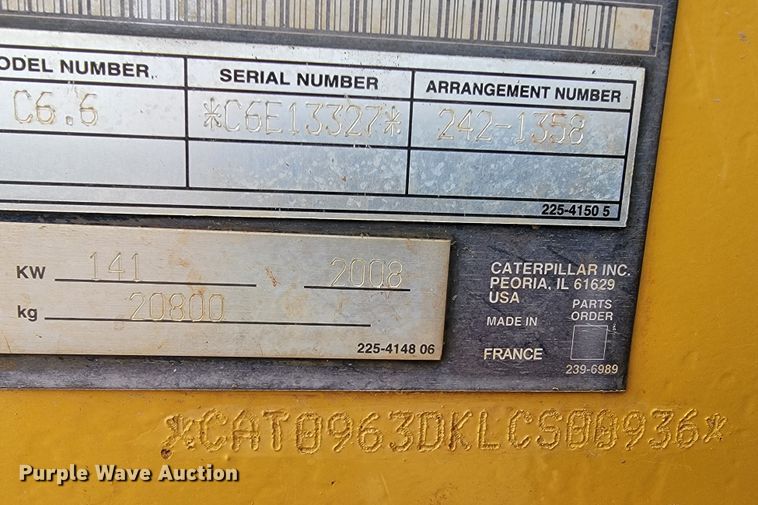 ODEL NUMBER
SERIAL NUMBER
ARRANGEMENT NUMBER
C6.6
*C6E13327*
242-1358
225-4150 5
KW 141 2008
kg 20800
225-4148 06
CATERPILLAR INC.
PEORIA, IL 61629
USA
PARTS
ORDER
MADE IN
FRANCE
239-6989
*CAT0963DKLCS00936*
Purple Wave Auction